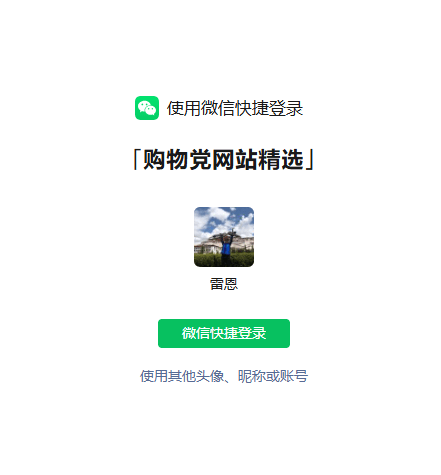 使用微信快捷登录
「购物党网站精选」
雷恩
微信快捷登录
使用其他头像、昵称或账号